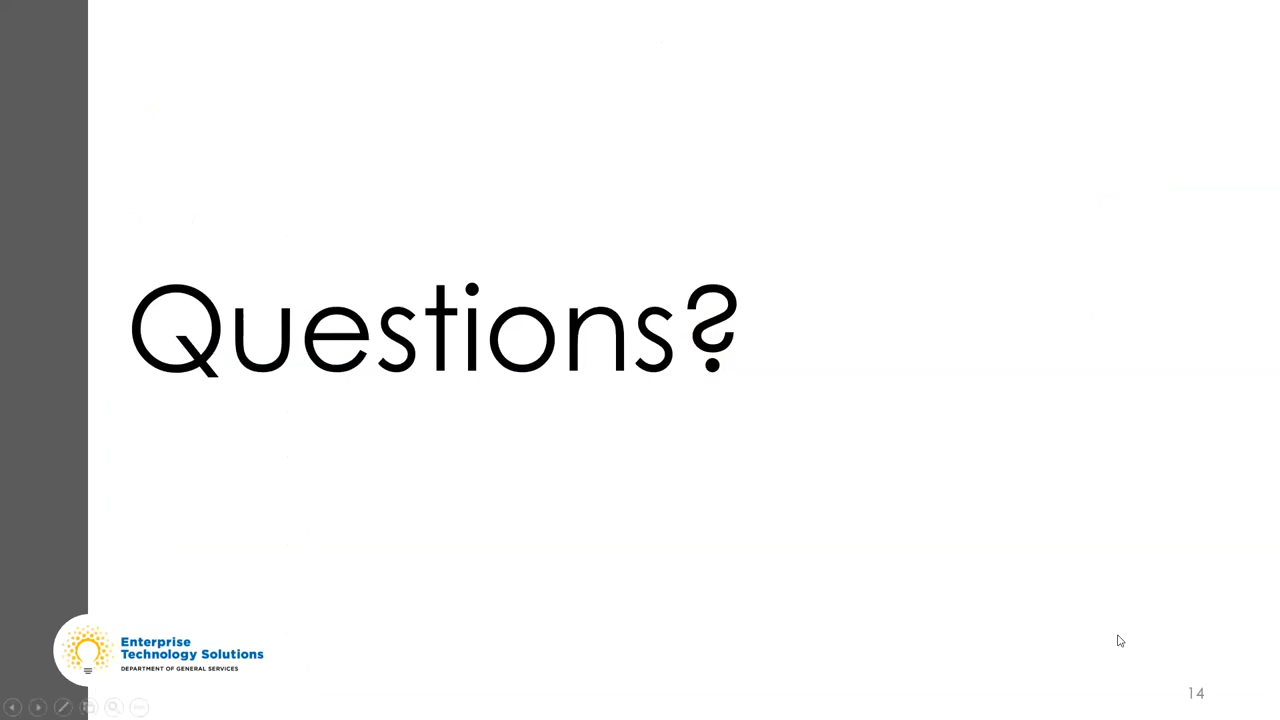 Questions?
Enterprise
Technology Solutions
DEPARTMENT OF GENERAL SERVICES
14